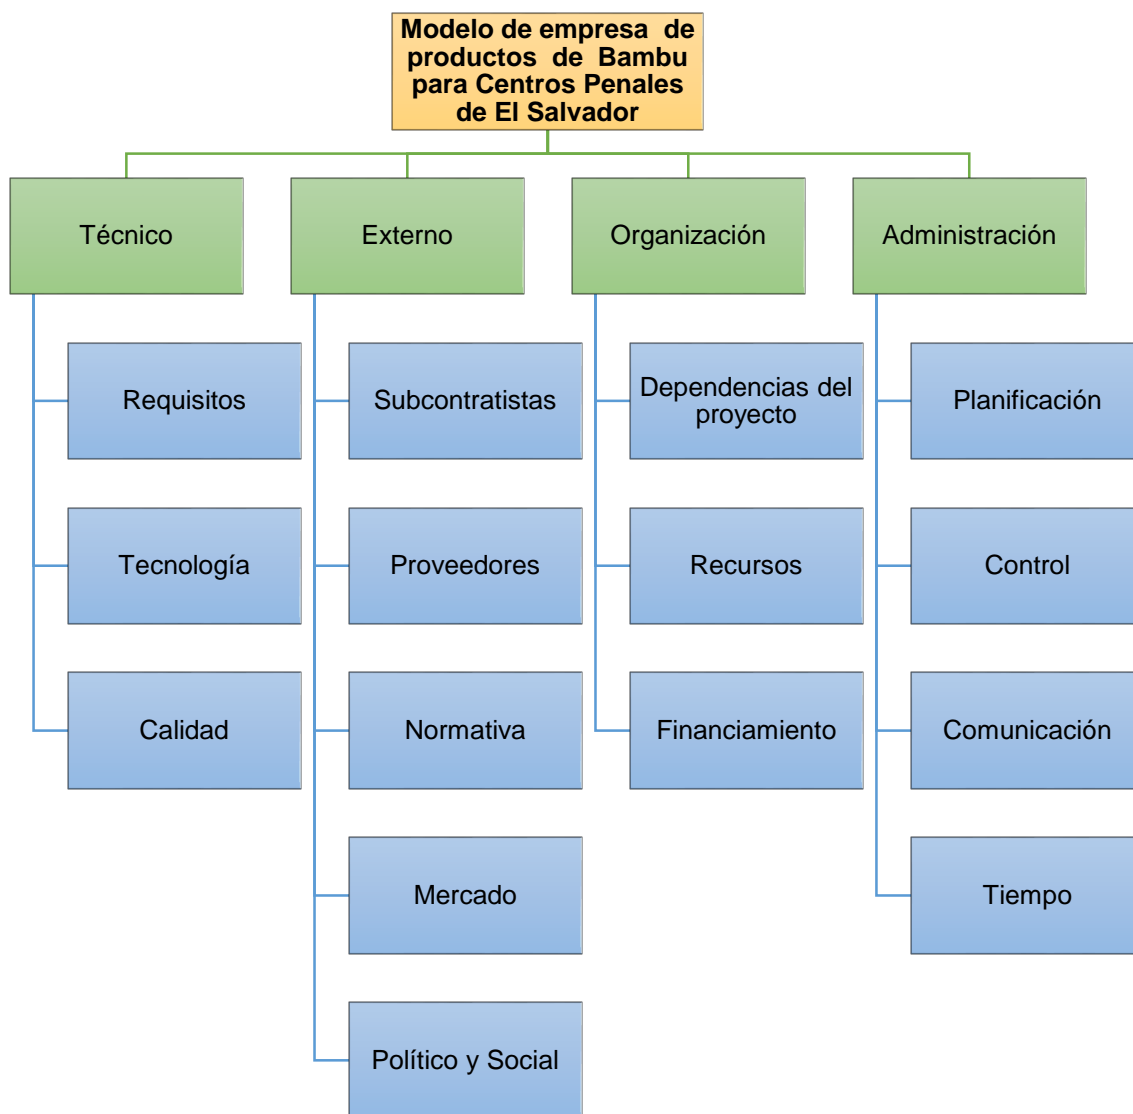 Modelo de empresa de
productos de Bambu
para Centros Penales
de El Salvador
Técnico
Externo
Organización
Administración
Requisitos
Subcontratistas
Dependencias del
proyecto
Planificación
Tecnología
Proveedores
Recursos
Control
Calidad
Normativa
Financiamiento
Comunicación
Mercado
Tiempo
Político y Social